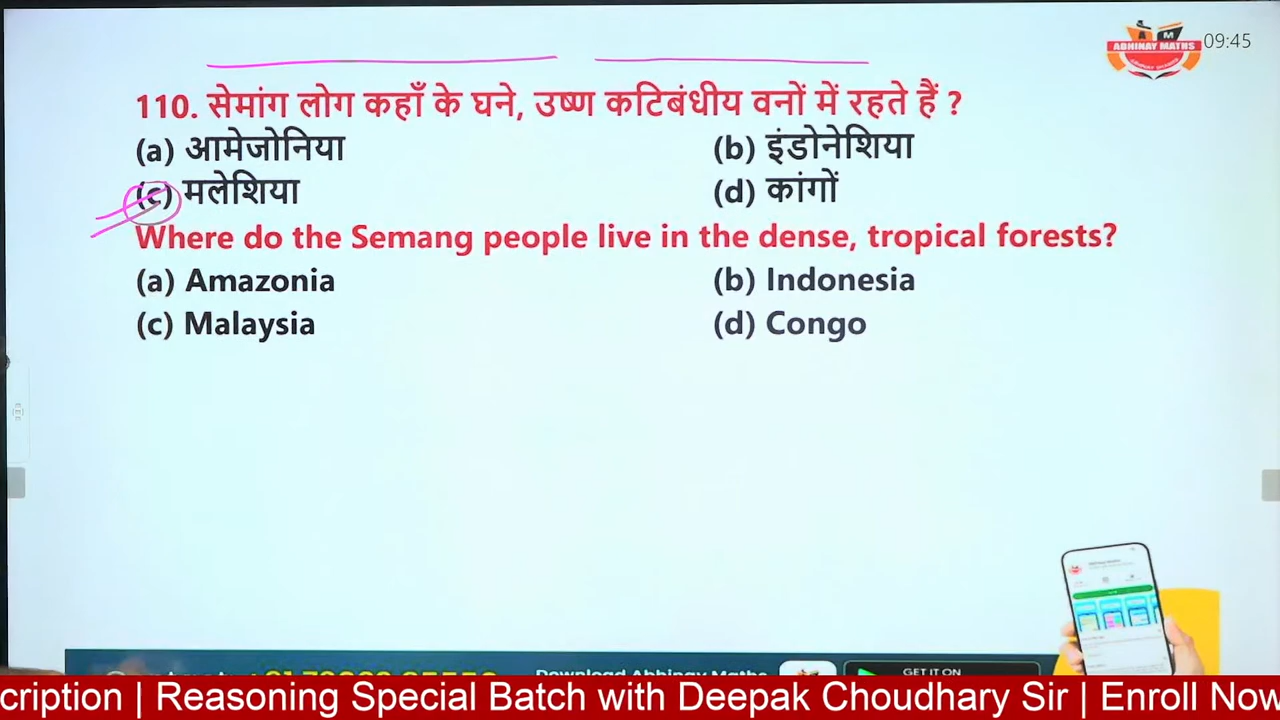 ABHINAY MATHS
09:45
110. सेमांग लोग कहाँ के घने, उष्ण कटिबंधीय वनों में रहते हैं ?
(a) आमेजोनिया (b) इंडोनेशिया
(c) मलेशिया (d) कांगों
Where do the Semang people live in the dense, tropical forests?
(a) Amazonia (b) Indonesia
(c) Malaysia (d) Congo
Download Abhinay Maths
GET IT ON
cription | Reasoning Special Batch with Deepak Choudhary Sir | Enroll Now